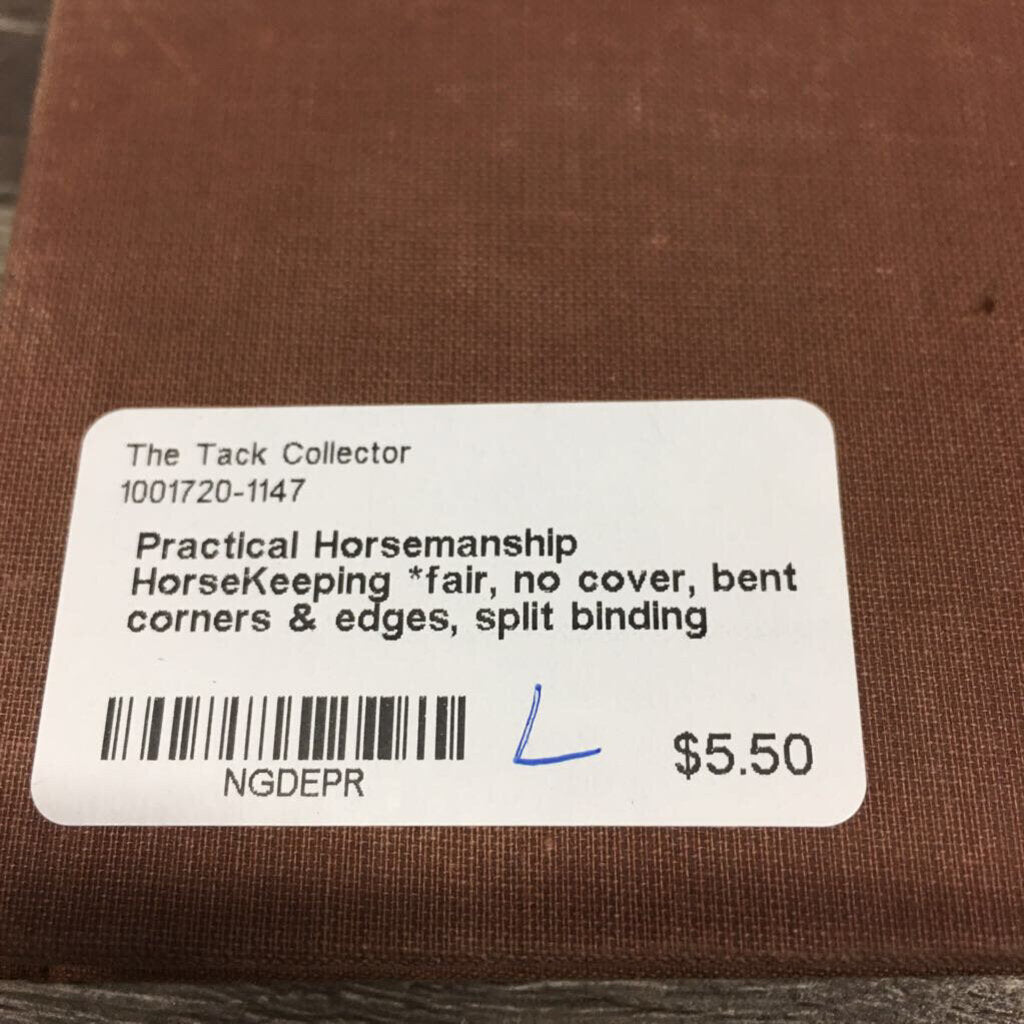 The Tack Collector
1001720-1147
Practical Horsemanship
HorseKeeping *fair, no cover, bent
corners & edges, split binding
L
NGDEPR
$5.50